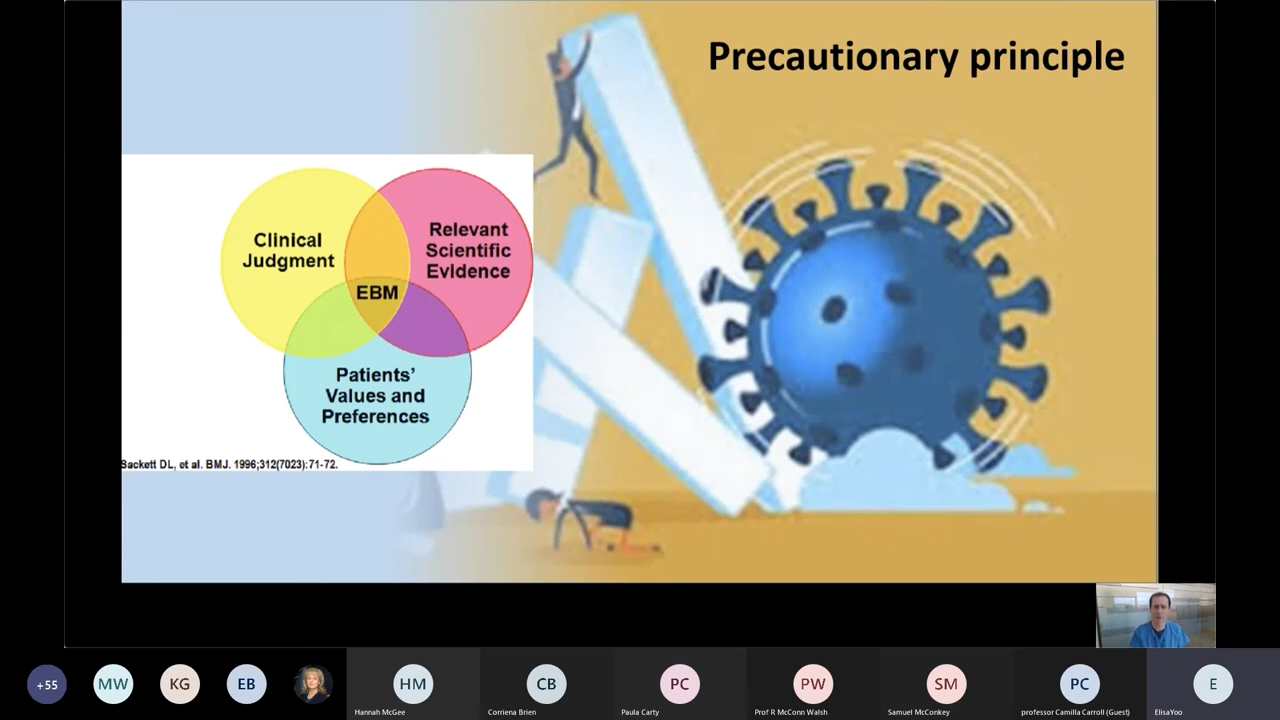 Precautionary principle
Clinical
Judgment
Relevant
Scientific
Evidence
EBM
Patients’
Values and
Preferences
Sackett DL, et al. BMJ. 1996;312(7023):71-72.
+55
MW
KG
EB
HM
CB
PC
PW
SM
PC
E
Hannah McGee
Corriena Brien
Paula Carty
Prof R McConn Walsh
Samuel McConkey
professor Camilla Carroll (Guest)
ElisaYoo